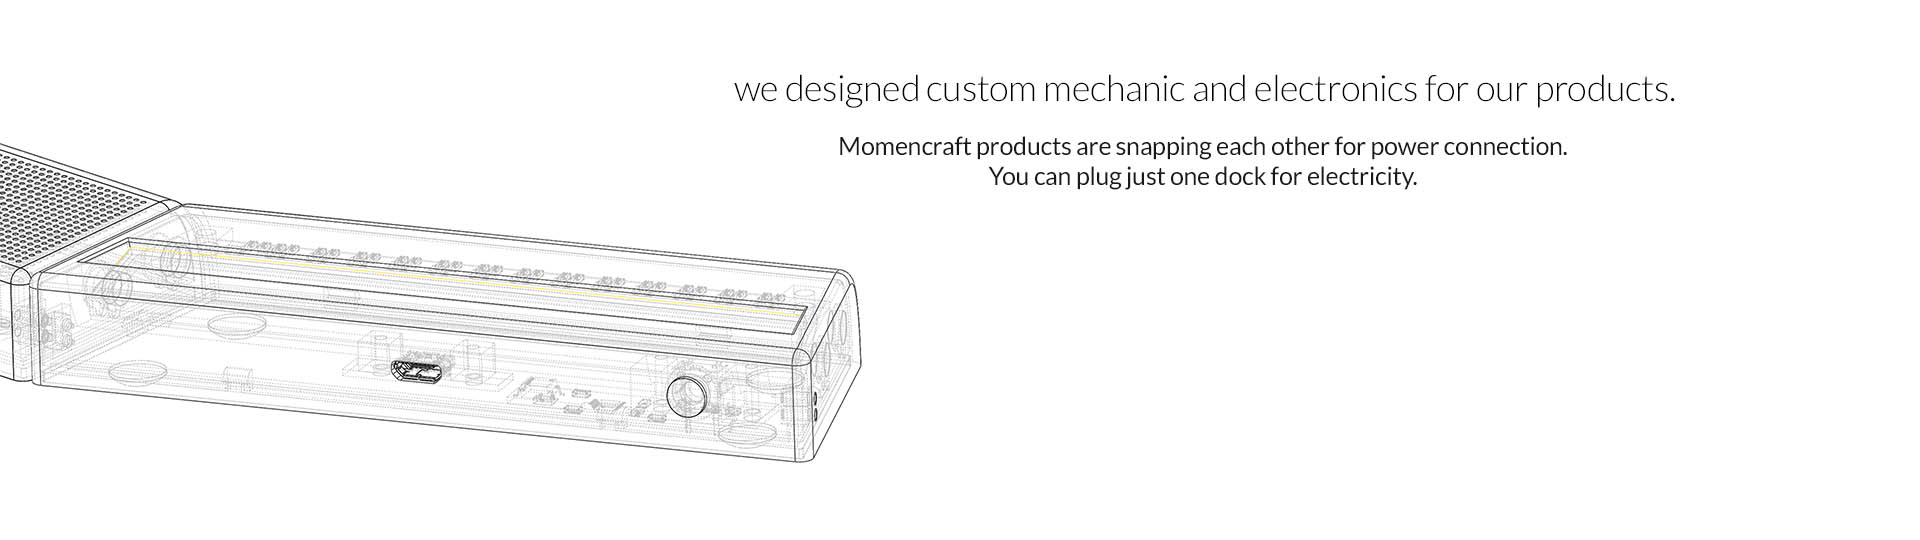 we designed custom mechanic and electronics for our products.
Momencraft products are snapping each other for power connection.
You can plug just one dock for electricity.